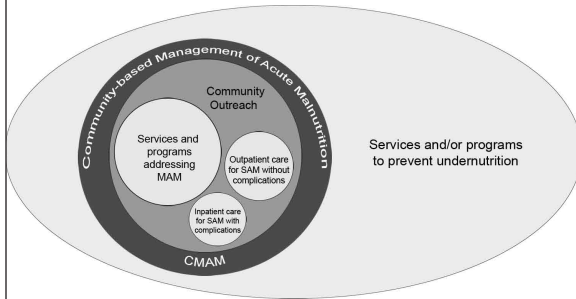 Community-based Management of Acute Malnutrition
Community
Outreach
Services and
programs
addressing
MAM
Outpatient care
for SAM without
complications
Inpatient care
for SAM with
complications
CMAM
Services and/or programs
to prevent undernutrition